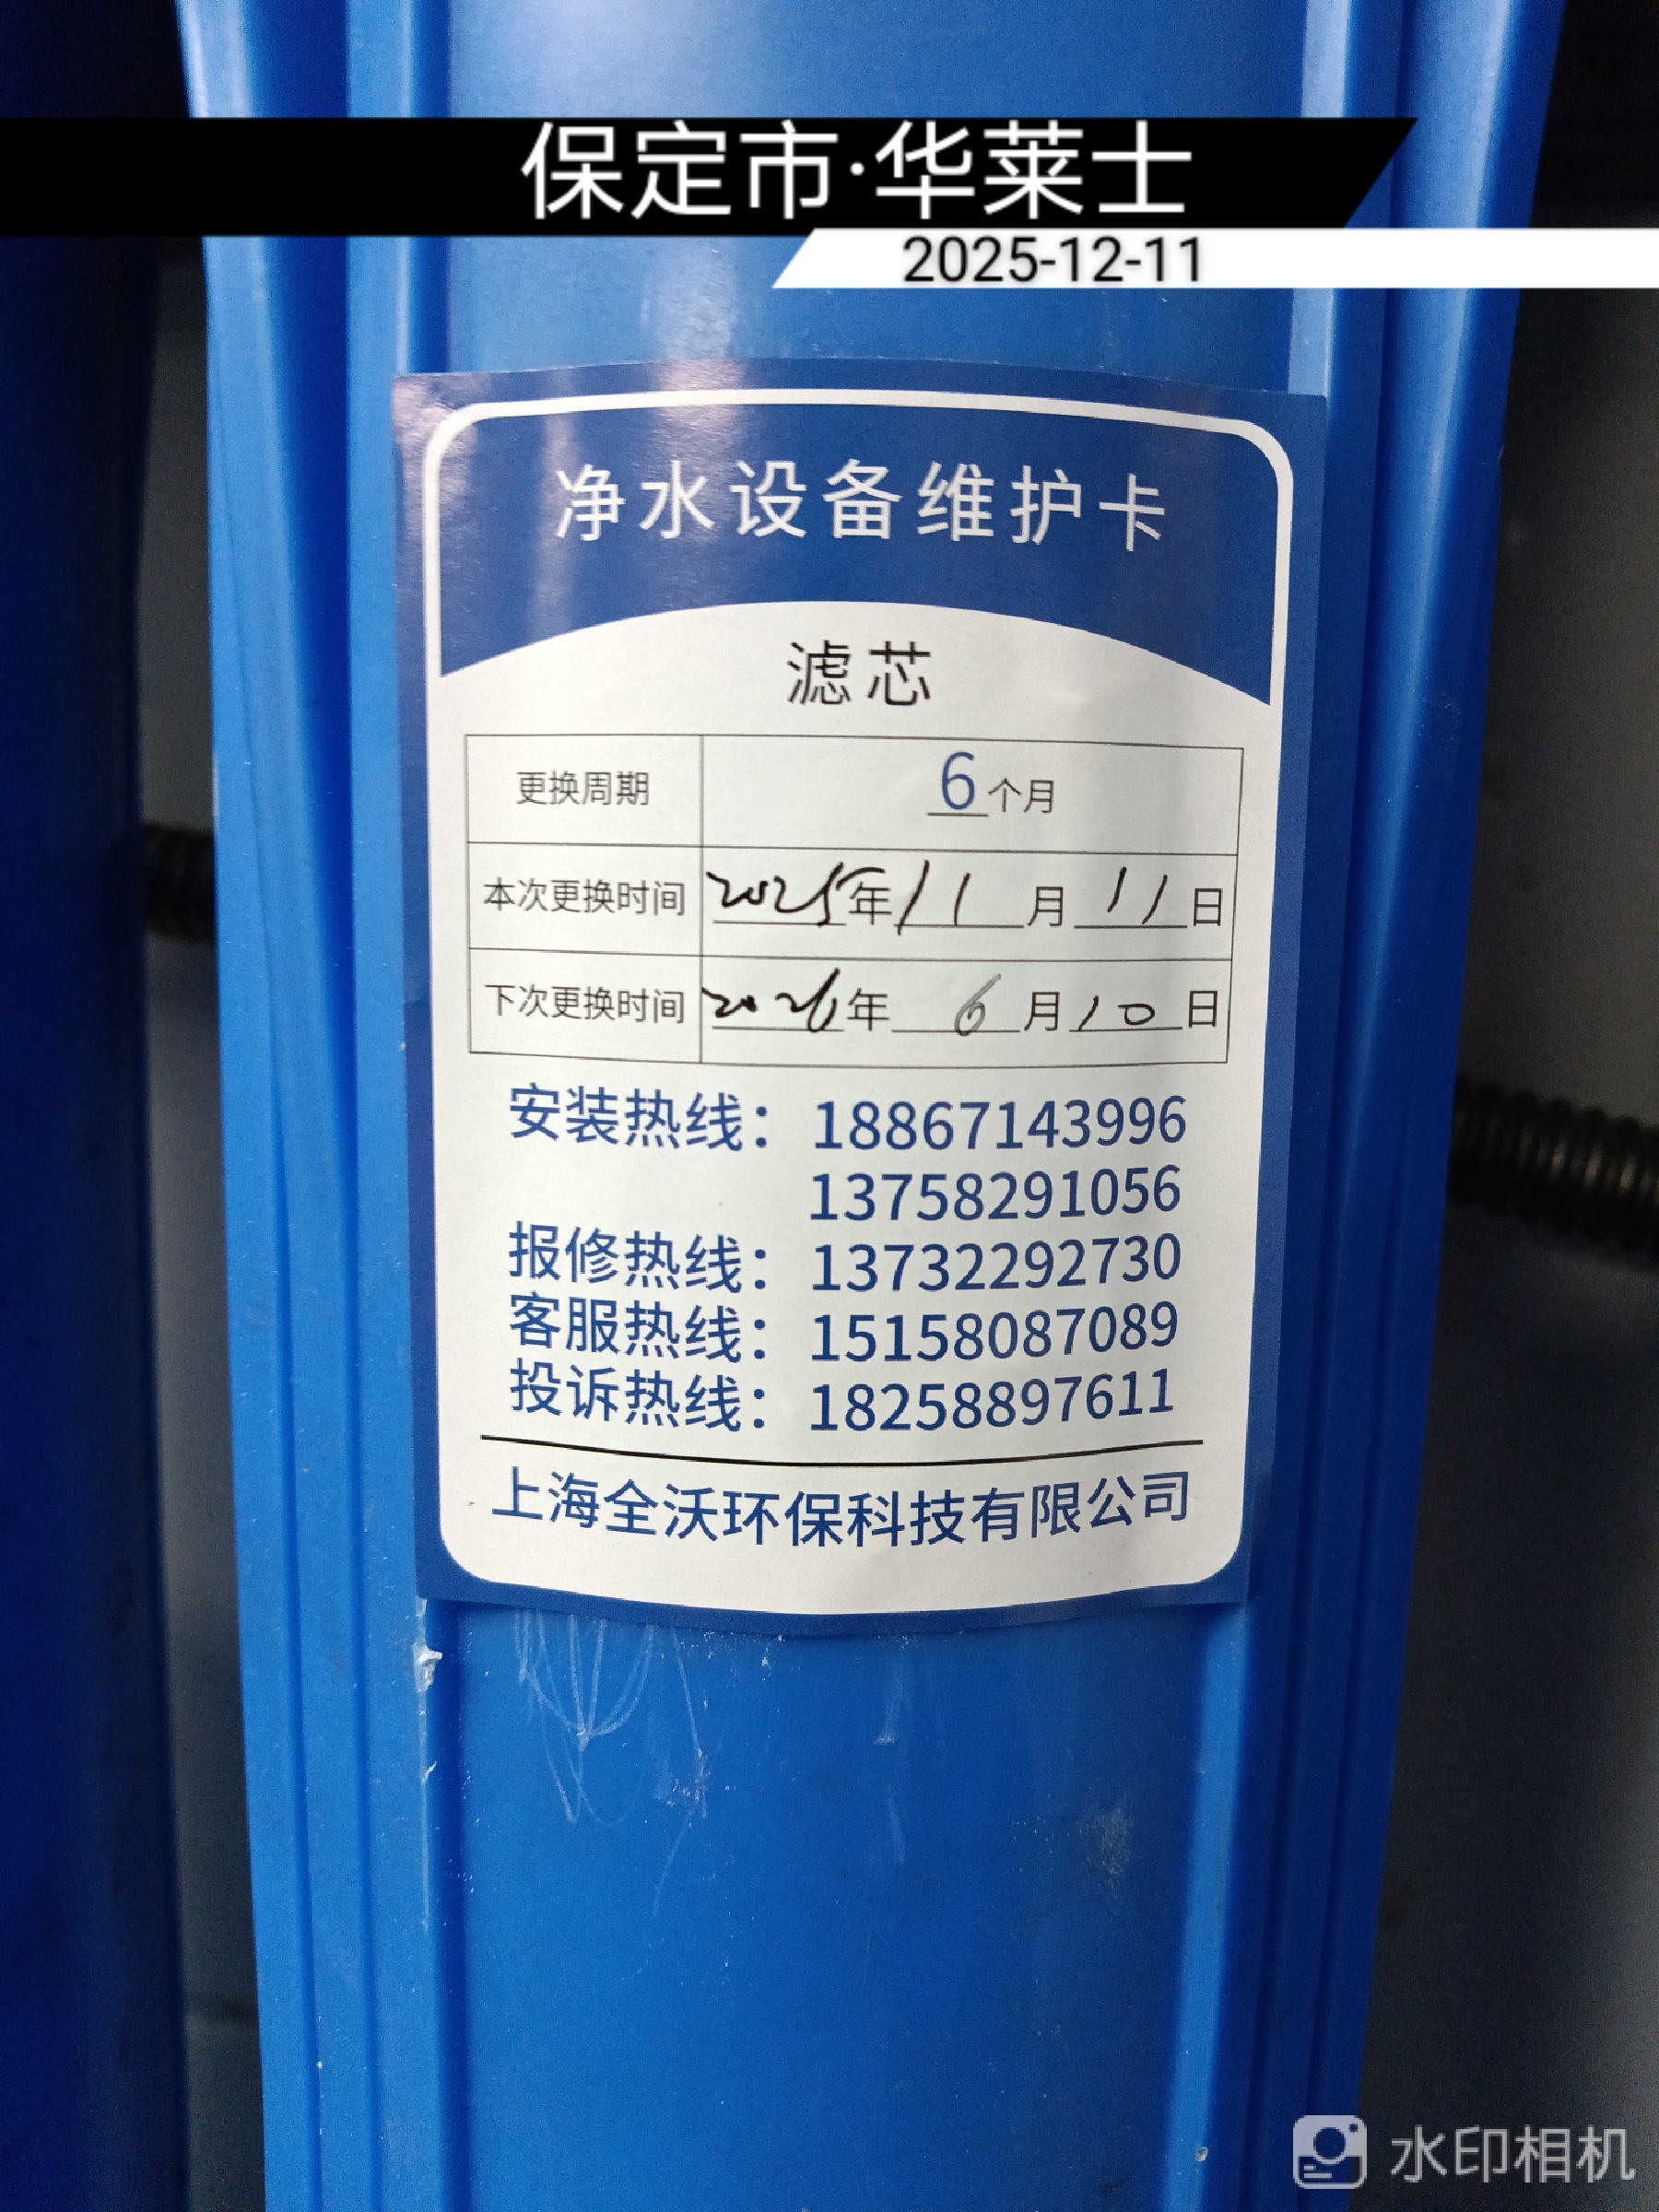 保定市·华莱士
2025-12-11
净水设备维护卡
滤芯
更换周期 6个月
本次更换时间 2025年11月11日
下次更换时间 2026年6月10日
安装热线：18867143996
13758291056
报修热线：13732292730
客服热线：15158087089
投诉热线：18258897611
上海全沃环保科技有限公司
水印相机